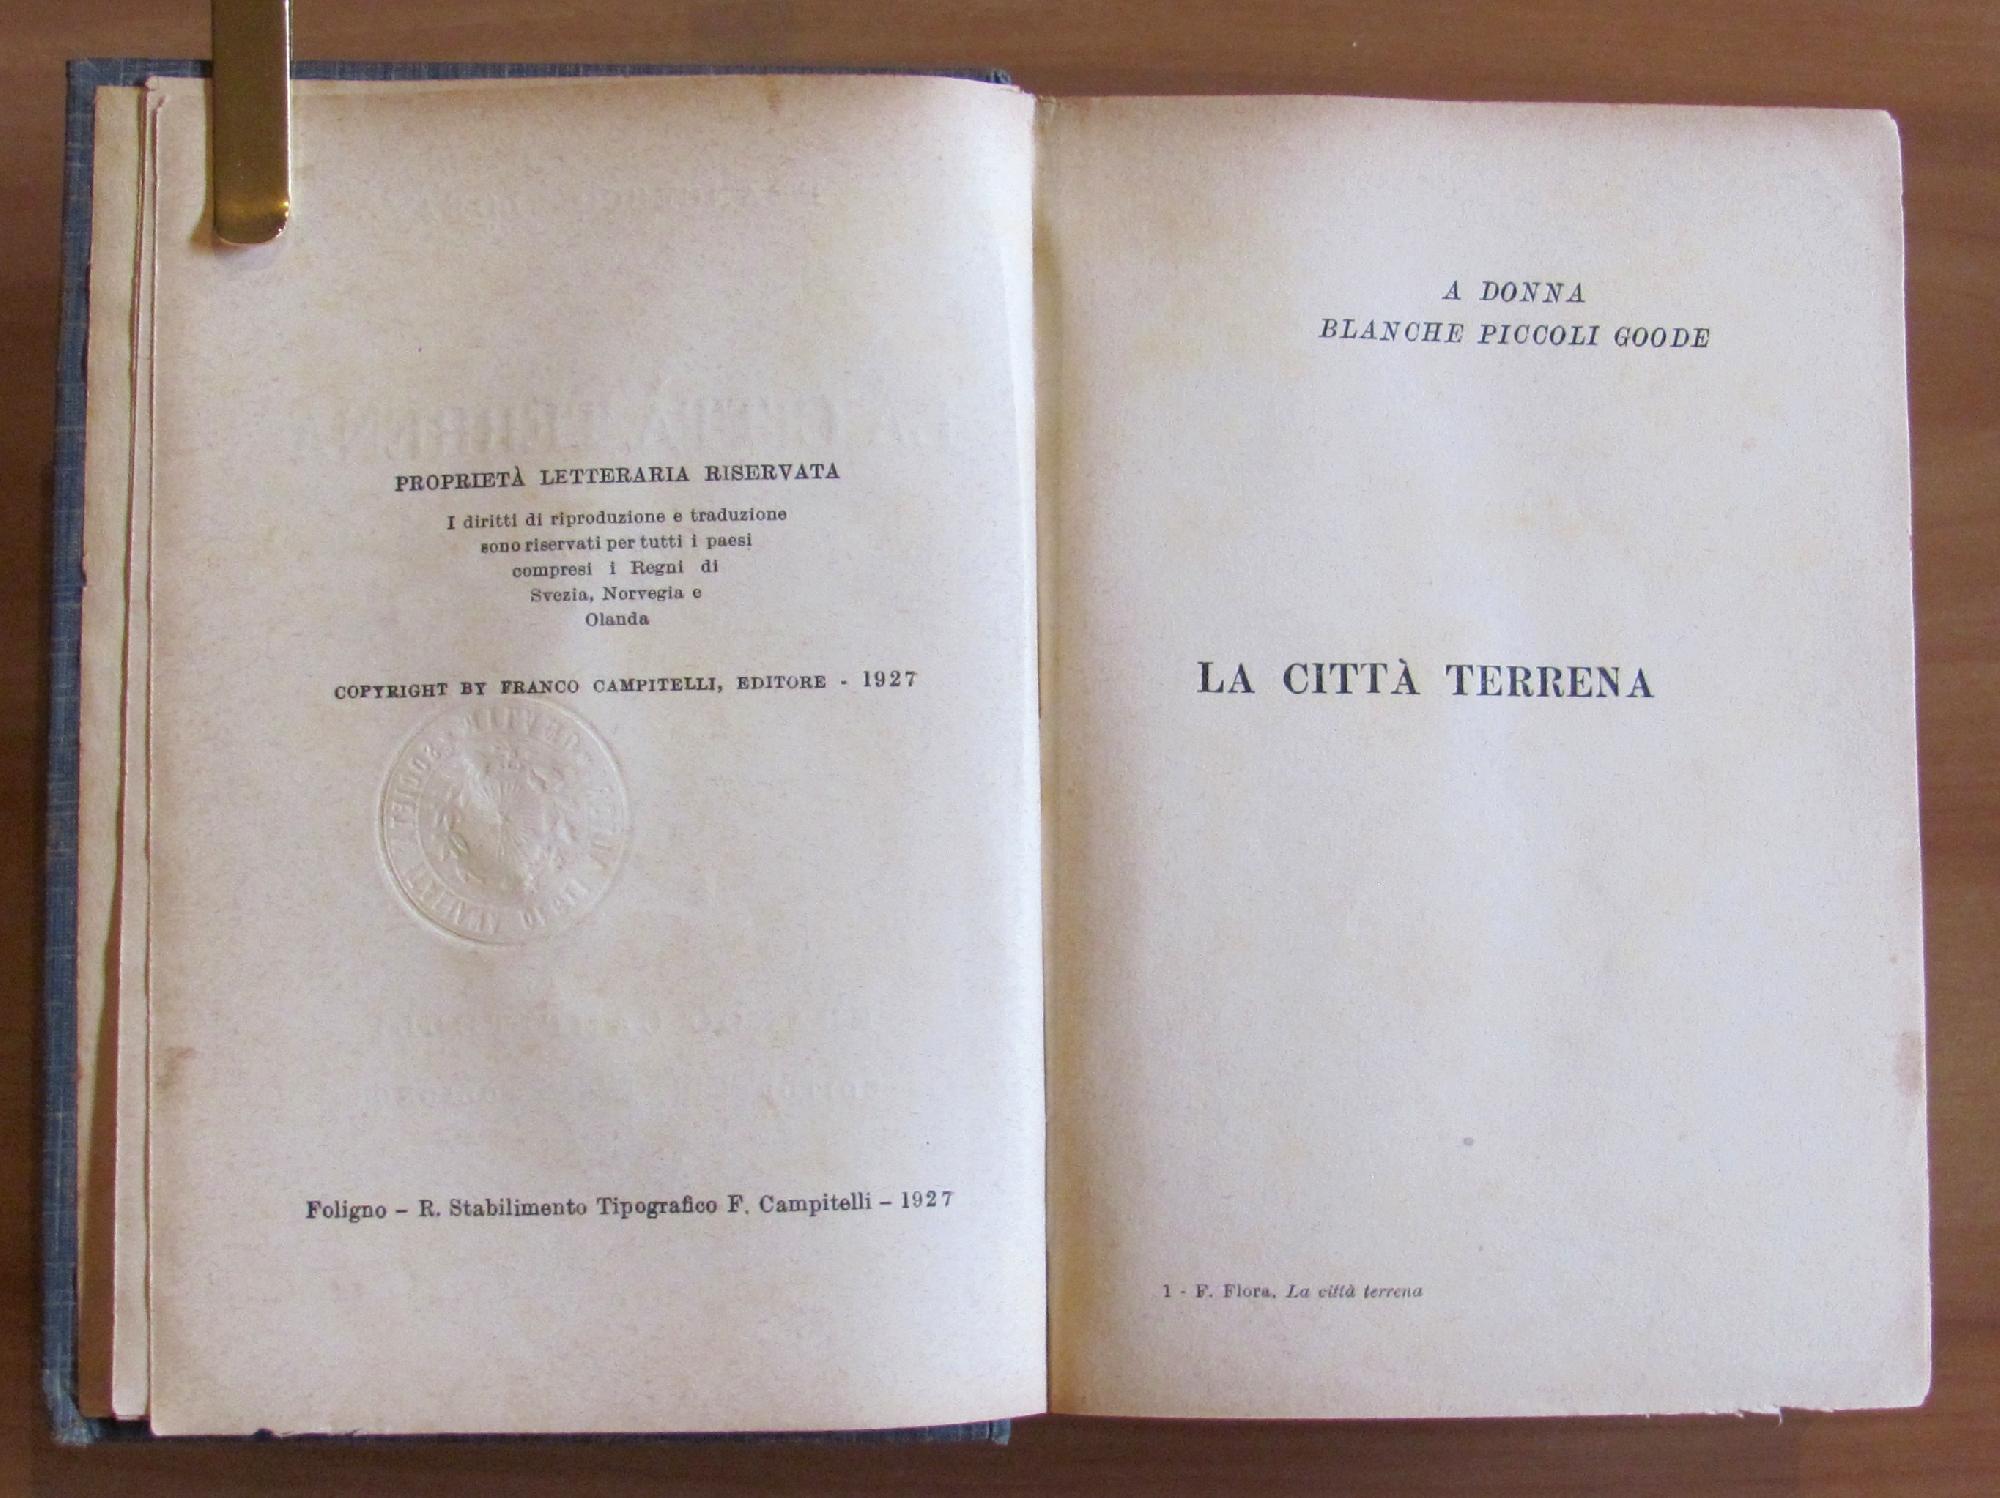 PROPRIETÀ LETTERARIA RISERVATA
I diritti di riproduzione e traduzione
sono riservati per tutti i paesi
compresi i Regni di
Svezia, Norvegia e
Olanda
COPYRIGHT BY FRANCO CAMPITELLI, EDITORE - 1927
Foligno – R. Stabilimento Tipografico F. Campitelli – 1927
A DONNA
BLANCHE PICCOLI GOODE
LA CITTÀ TERRENA
1 - F. Flora, La città terrena